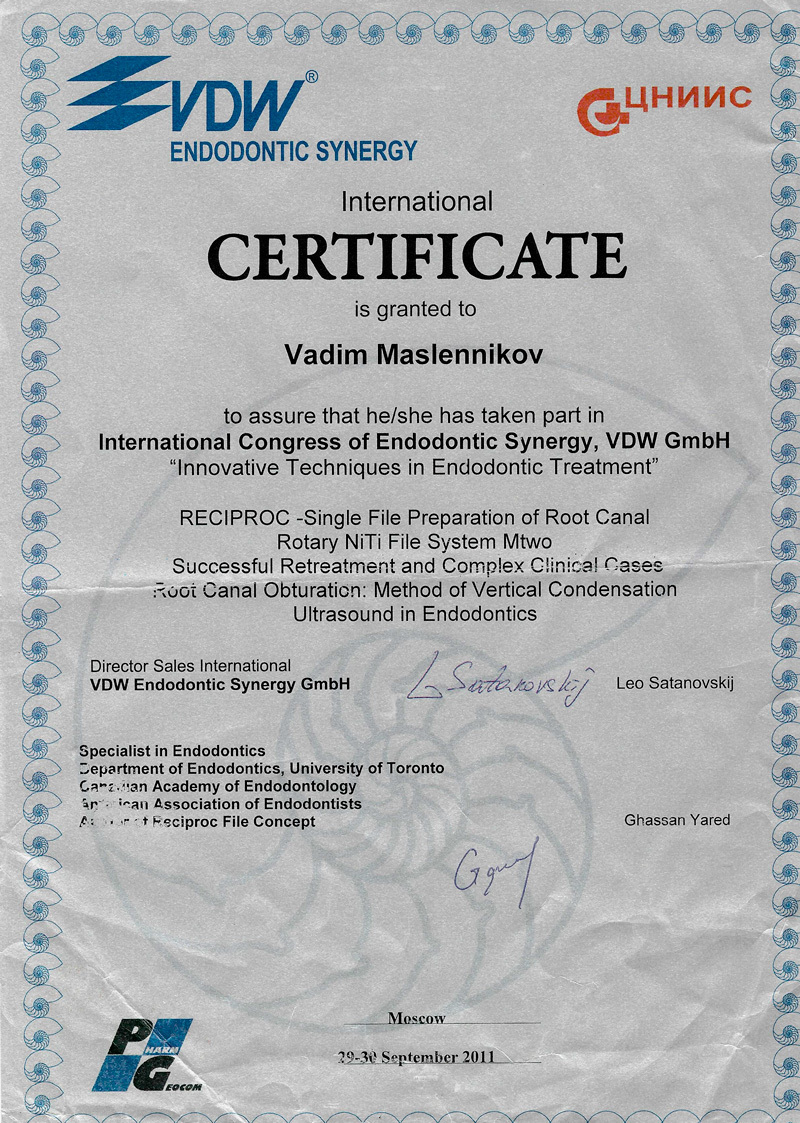 VDW®
ENDODONTIC SYNERGY
ЦНИИС
International
CERTIFICATE
is granted to
Vadim Maslennikov
to assure that he/she has taken part in
International Congress of Endodontic Synergy, VDW GmbH
“Innovative Techniques in Endodontic Treatment”
RECIPROC -Single File Preparation of Root Canal
Rotary NiTi File System Mtwo
Successful Retreatment and Complex Clinical Cases
Root Canal Obturation: Method of Vertical Condensation
Ultrasound in Endodontics
Director Sales International
VDW Endodontic Synergy GmbH
L Satanovskij
Leo Satanovskij
Specialist in Endodontics
Department of Endodontics, University of Toronto
Canadian Academy of Endodontology
American Association of Endodontists
of Reciproc File Concept
Ghassan Yared
Moscow
29-30 September 2011
PHARM
GEOCOM